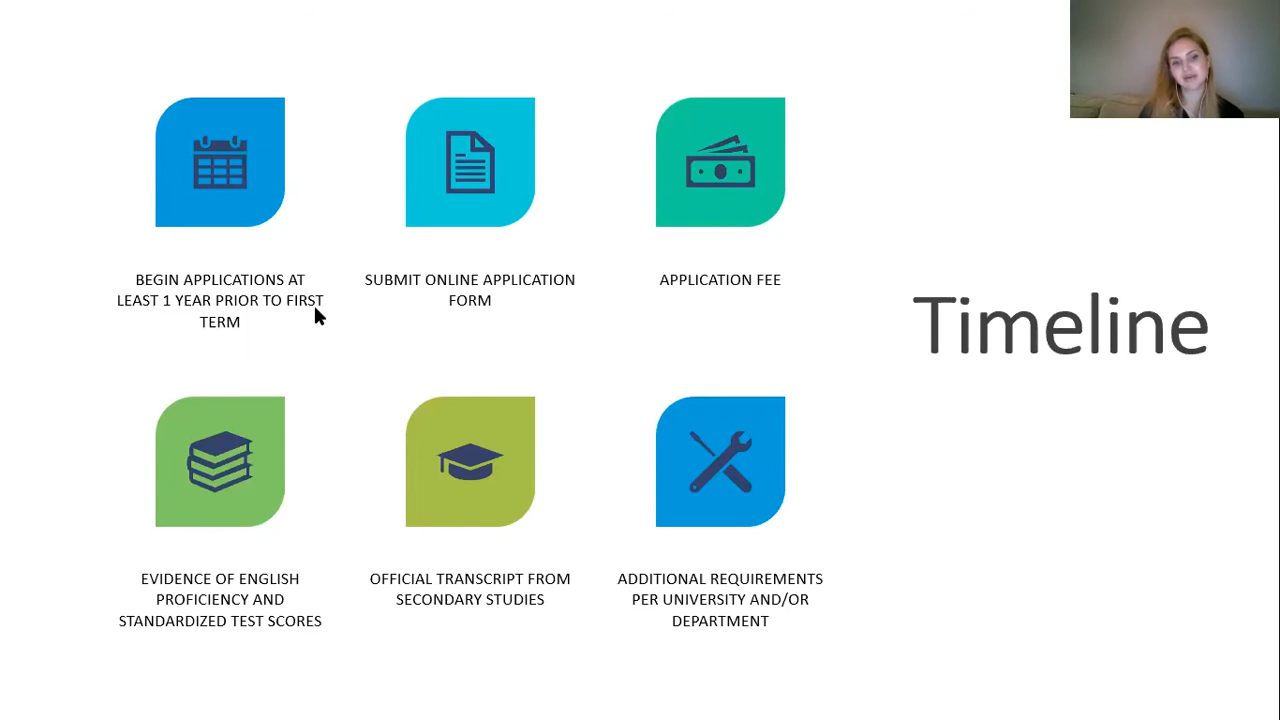 BEGIN APPLICATIONS AT
LEAST 1 YEAR PRIOR TO FIRST
TERM
SUBMIT ONLINE APPLICATION
FORM
APPLICATION FEE
Timeline
EVIDENCE OF ENGLISH
PROFICIENCY AND
STANDARDIZED TEST SCORES
OFFICIAL TRANSCRIPT FROM
SECONDARY STUDIES
ADDITIONAL REQUIREMENTS
PER UNIVERSITY AND/OR
DEPARTMENT